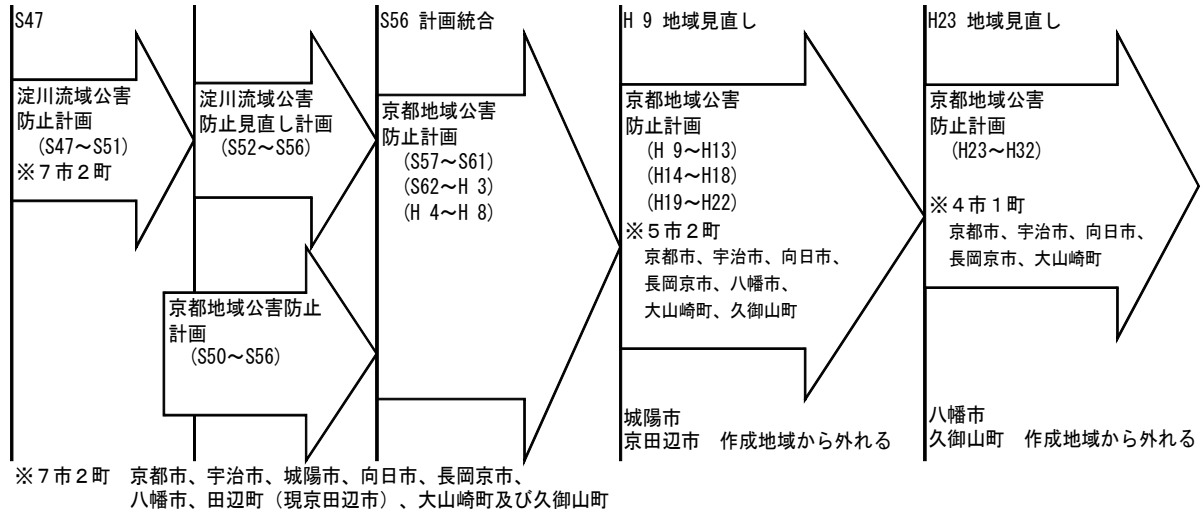 S47
淀川流域公害
防止計画
(S47～S51)
※７市２町
淀川流域公害
防止見直し計画
(S52～S56)
京都地域公害防止
計画
(S50～S56)
S56 計画統合
京都地域公害
防止計画
(S57～S61)
(S62～H 3)
(H 4～H 8)
H 9 地域見直し
京都地域公害
防止計画
(H 9～H13)
(H14～H18)
(H19～H22)
※５市２町
京都市、宇治市、向日市、
長岡京市、八幡市、
大山崎町、久御山町
城陽市
京田辺市　作成地域から外れる
H23 地域見直し
京都地域公害
防止計画
(H23～H32)
※４市１町
京都市、宇治市、向日市、
長岡京市、大山崎町
八幡市
久御山町　作成地域から外れる
※７市２町　京都市、宇治市、城陽市、向日市、長岡京市、
八幡市、田辺町（現京田辺市）、大山崎町及び久御山町